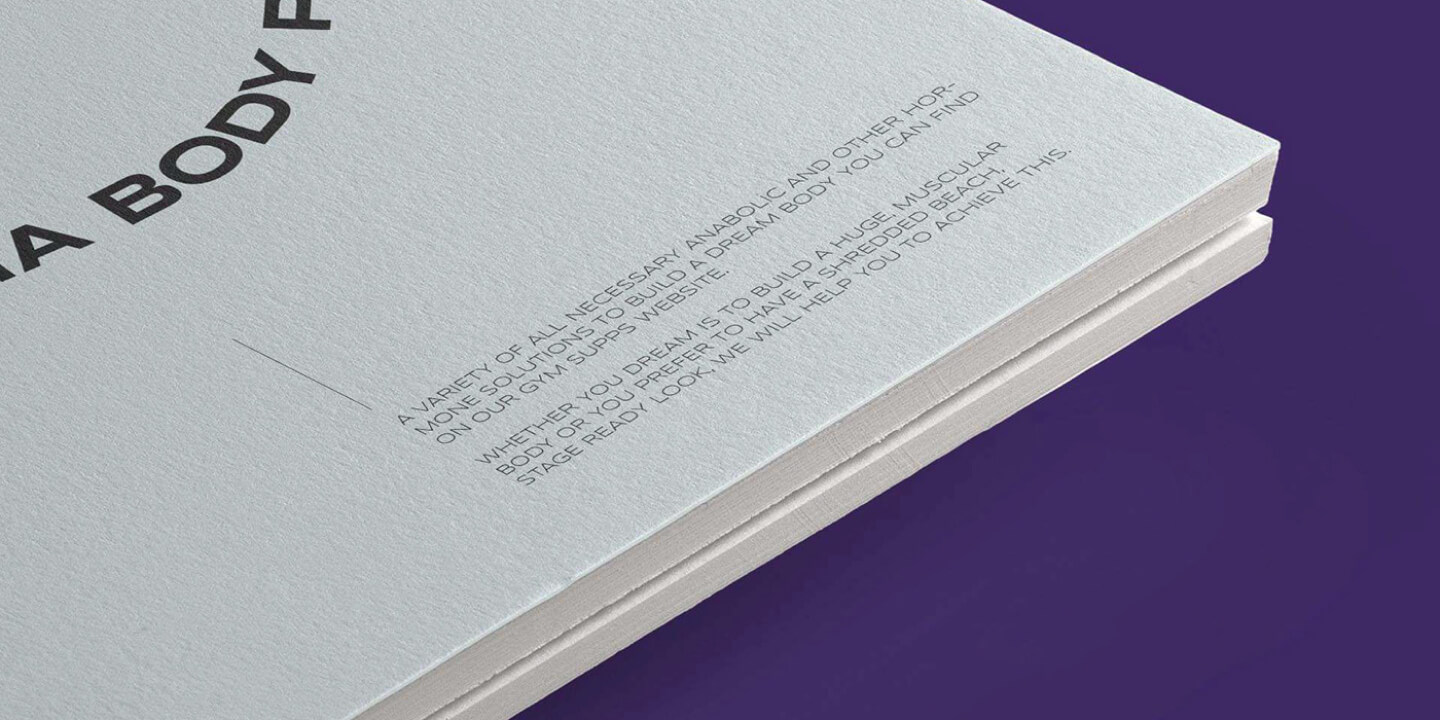 BODY
A VARIETY OF ALL NECESSARY ANABOLIC AND OTHER HOR-
MONE SOLUTIONS TO BUILD A DREAM BODY YOU CAN FIND
ON OUR GYM SUPPS WEBSITE.
WHETHER YOU DREAM IS TO BUILD A HUGE, MUSCULAR
BODY OR YOU PREFER TO HAVE A SHREDDED BEACH,
STAGE READY LOOK, WE WILL HELP YOU TO ACHIEVE THIS.